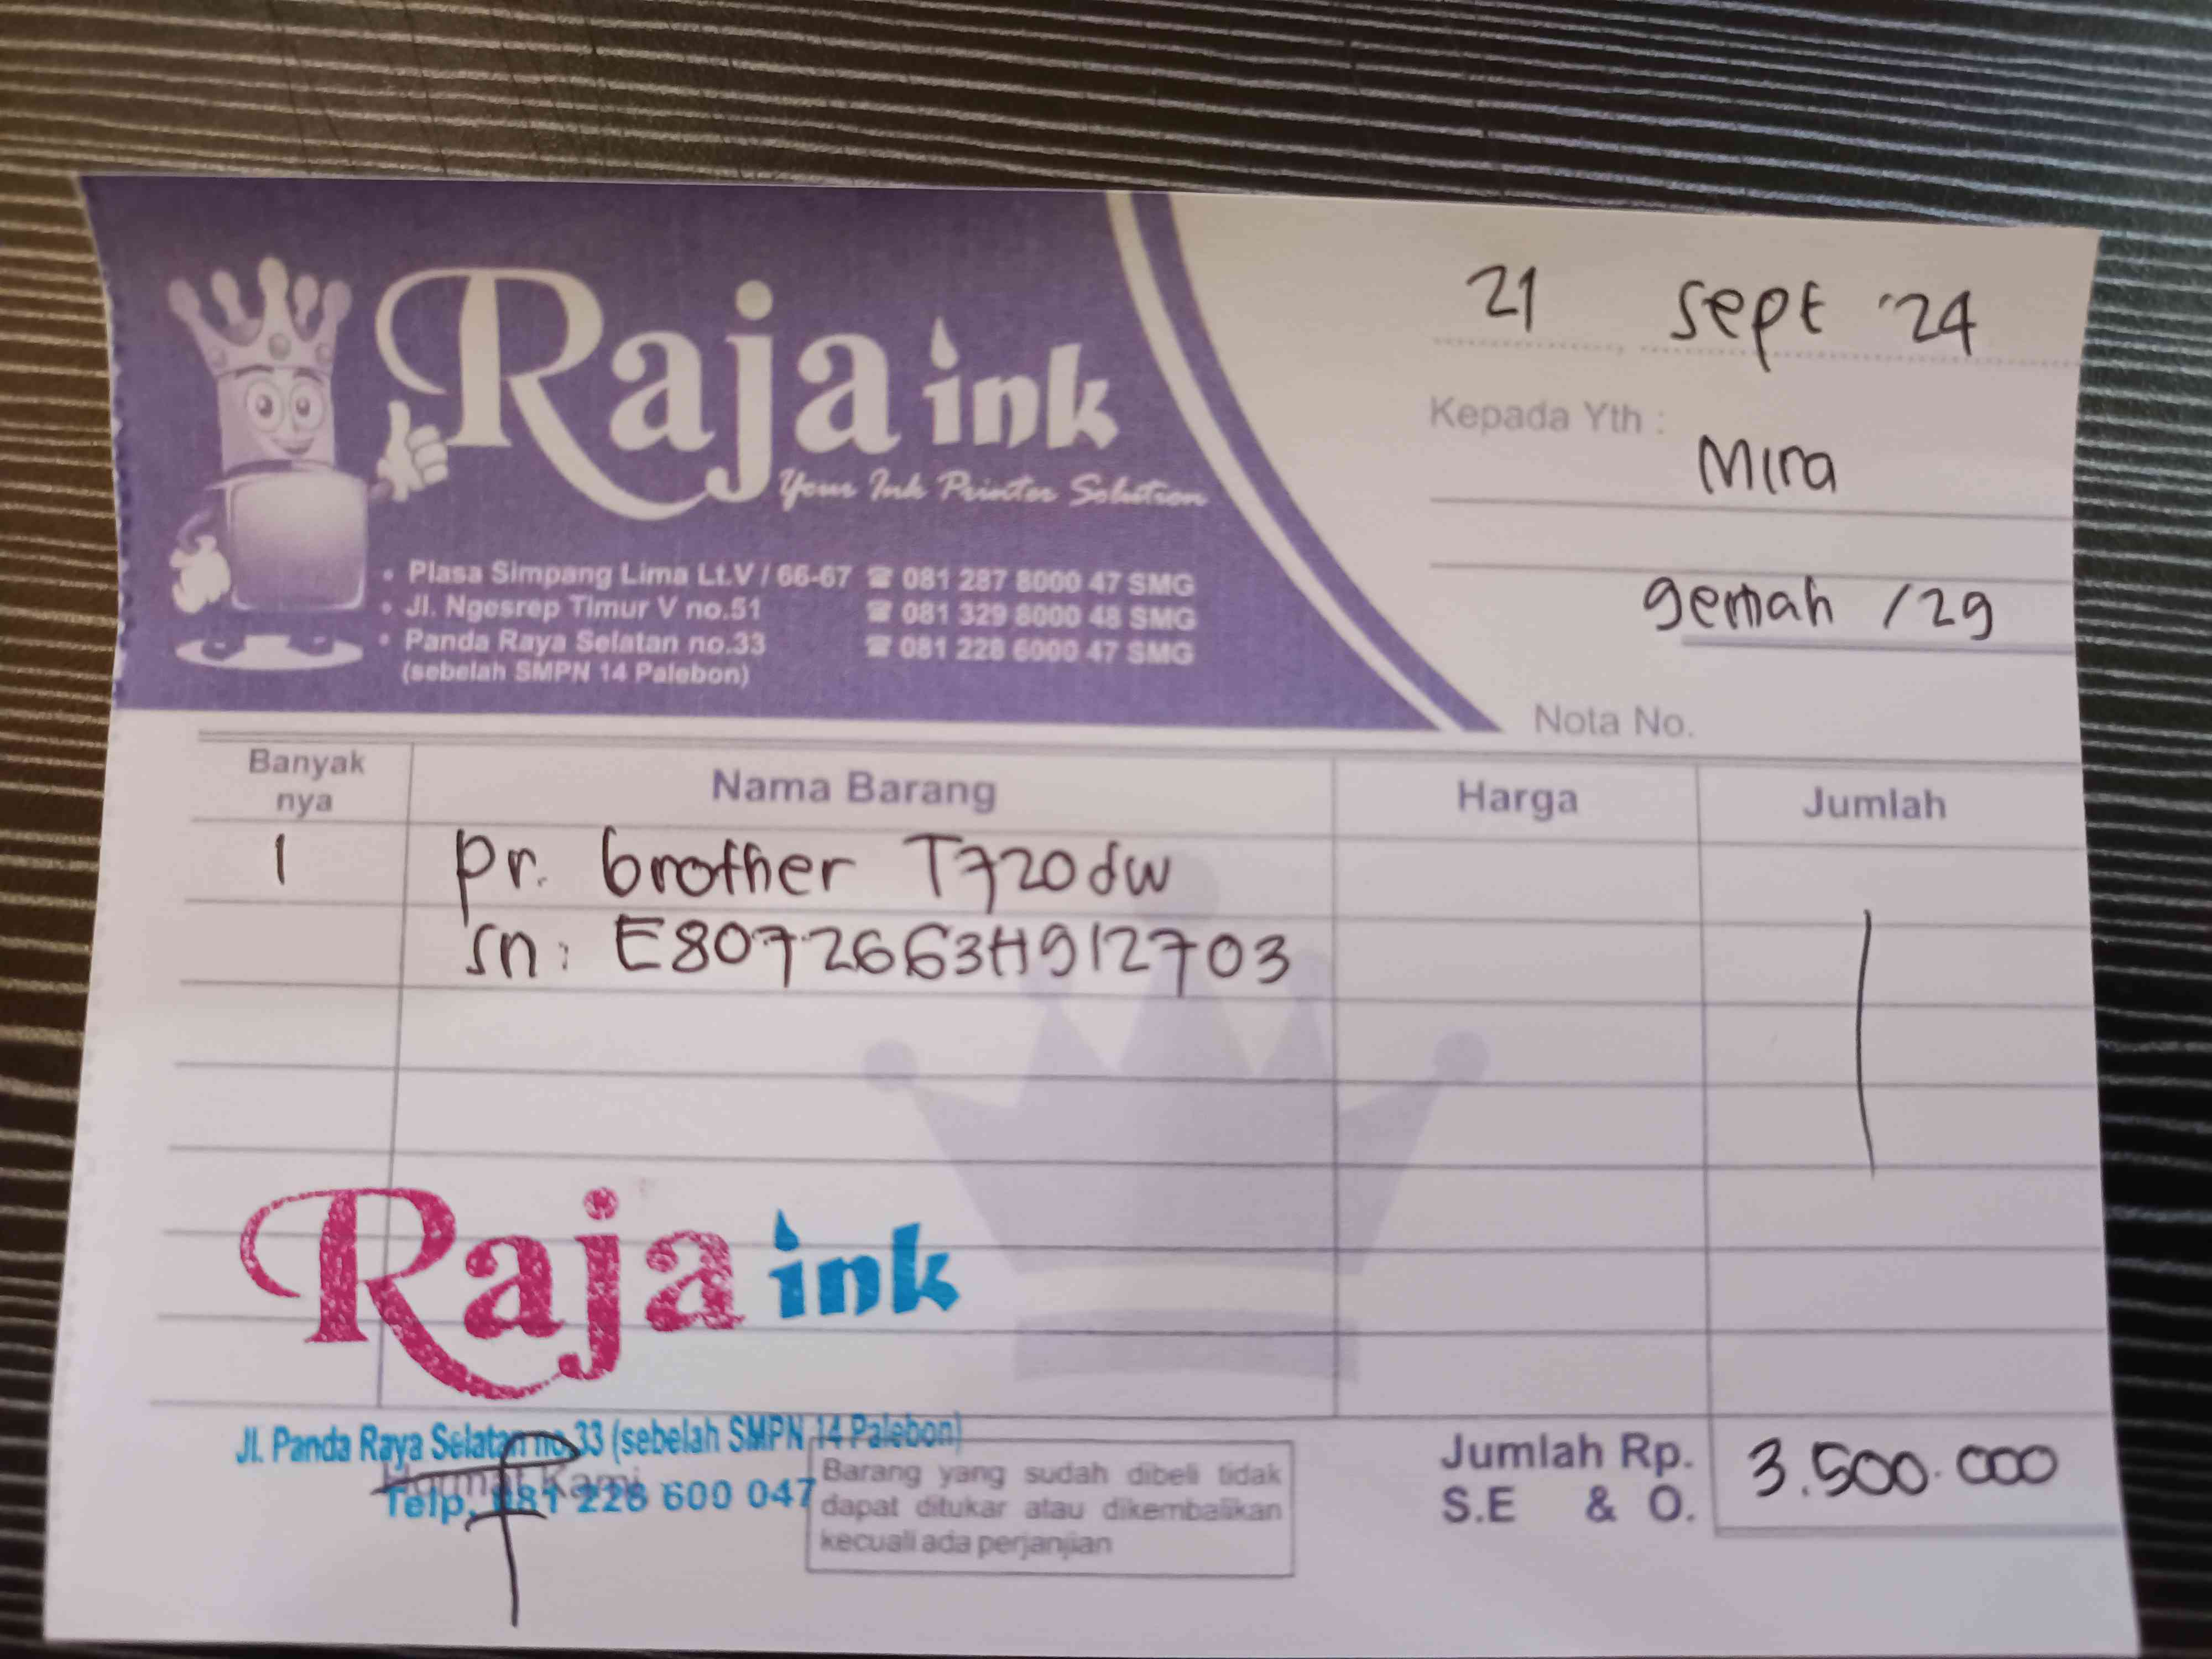 Raja ink
Your Ink Printer Solution
• Plasa Simpang Lima Lt.V / 66-67 ☎ 081 287 8000 47 SMG
• Jl. Ngesrep Timur V no.51 ☎ 081 329 8000 48 SMG
• Panda Raya Selatan no.33 ☎ 081 228 6000 47 SMG
(sebelah SMPN 14 Palebon)
21 sept '24
Kepada Yth :
Mira
gemah /29
Nota No.
Banyak
nya
Nama Barang
Harga
Jumlah
1 pr. brother T720dw
sn: E8072663H912703
Raja ink
Jl. Panda Raya Selatan no.33 (sebelah SMPN 14 Palebon)
Hormat Kami
Telp. 081 228 600 047
Barang yang sudah dibeli tidak
dapat ditukar atau dikembalikan
kecuali ada perjanjian
Jumlah Rp. 3.500.000
S.E & O.